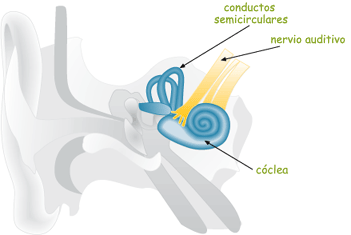 conductos
semicirculares
nervio auditivo
cóclea